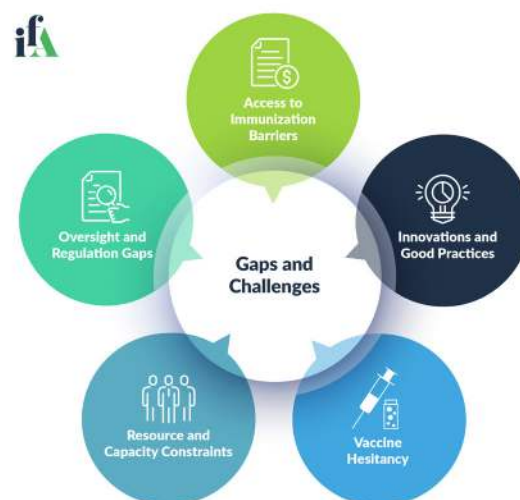 ifA
$
Access to
Immunization
Barriers
Oversight and
Regulation Gaps
Innovations and
Good Practices
Gaps and
Challenges
Resource and
Capacity Constraints
Vaccine
Hesitancy